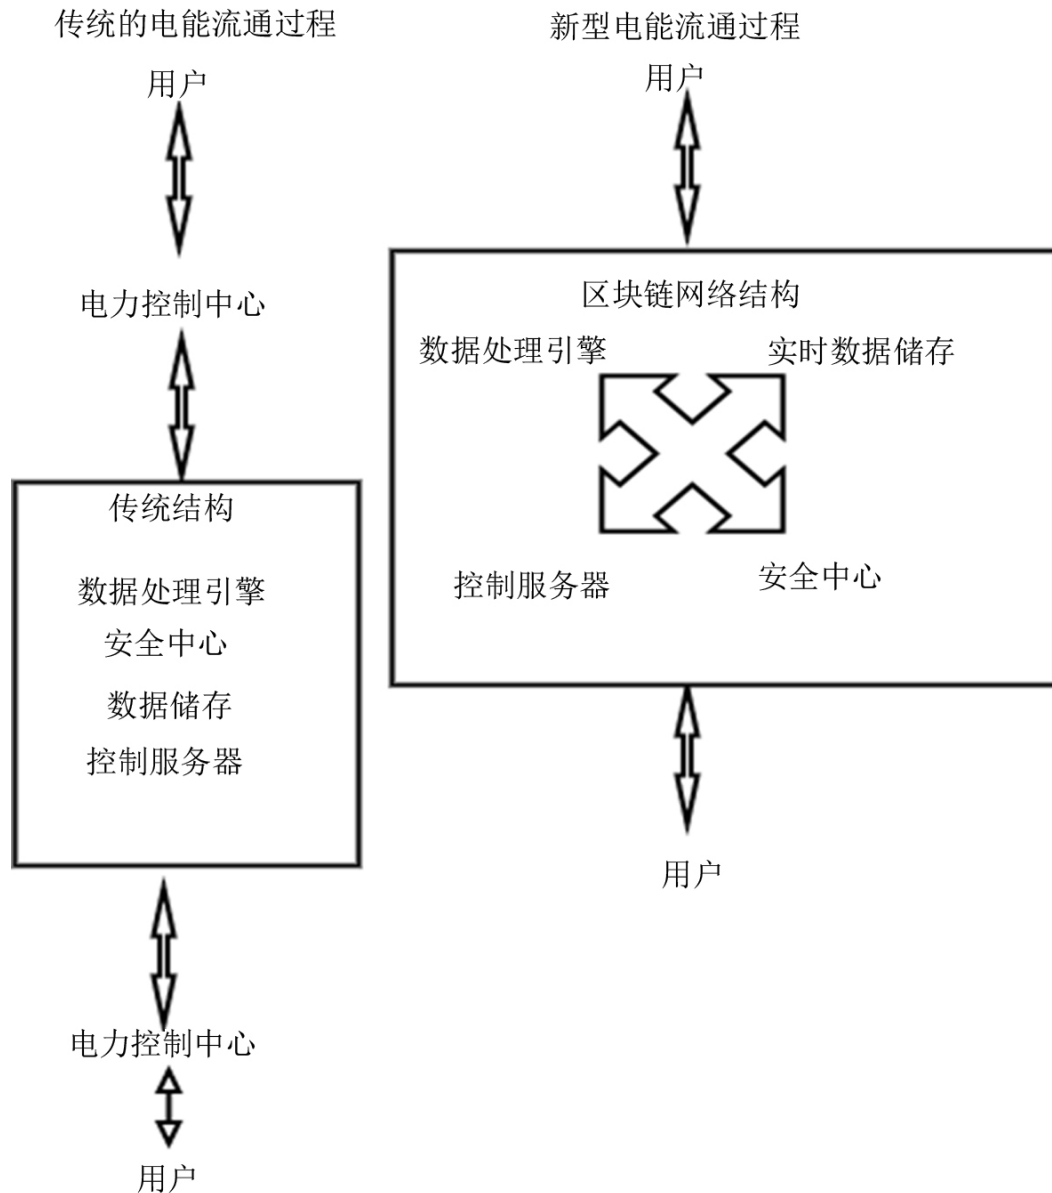 传统的电能流通过程
用户
电力控制中心
传统结构
数据处理引擎
安全中心
数据储存
控制服务器
电力控制中心
用户
新型电能流通过程
用户
区块链网络结构
数据处理引擎
实时数据储存
控制服务器
安全中心
用户